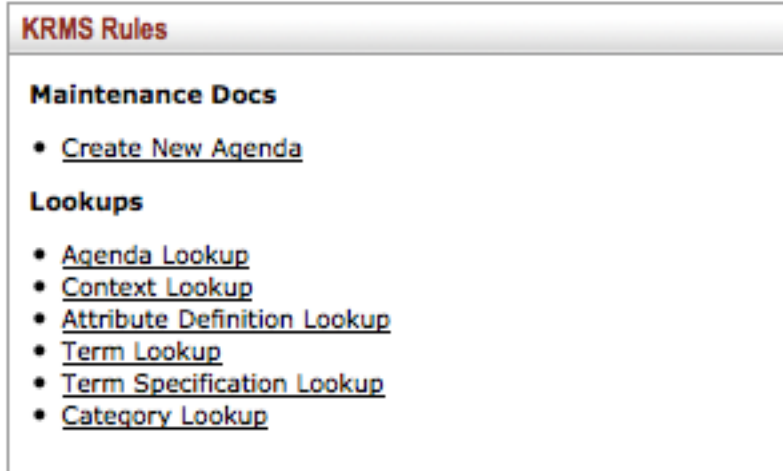 KRMS Rules
Maintenance Docs
• Create New Agenda
Lookups
• Agenda Lookup
• Context Lookup
• Attribute Definition Lookup
• Term Lookup
• Term Specification Lookup
• Category Lookup